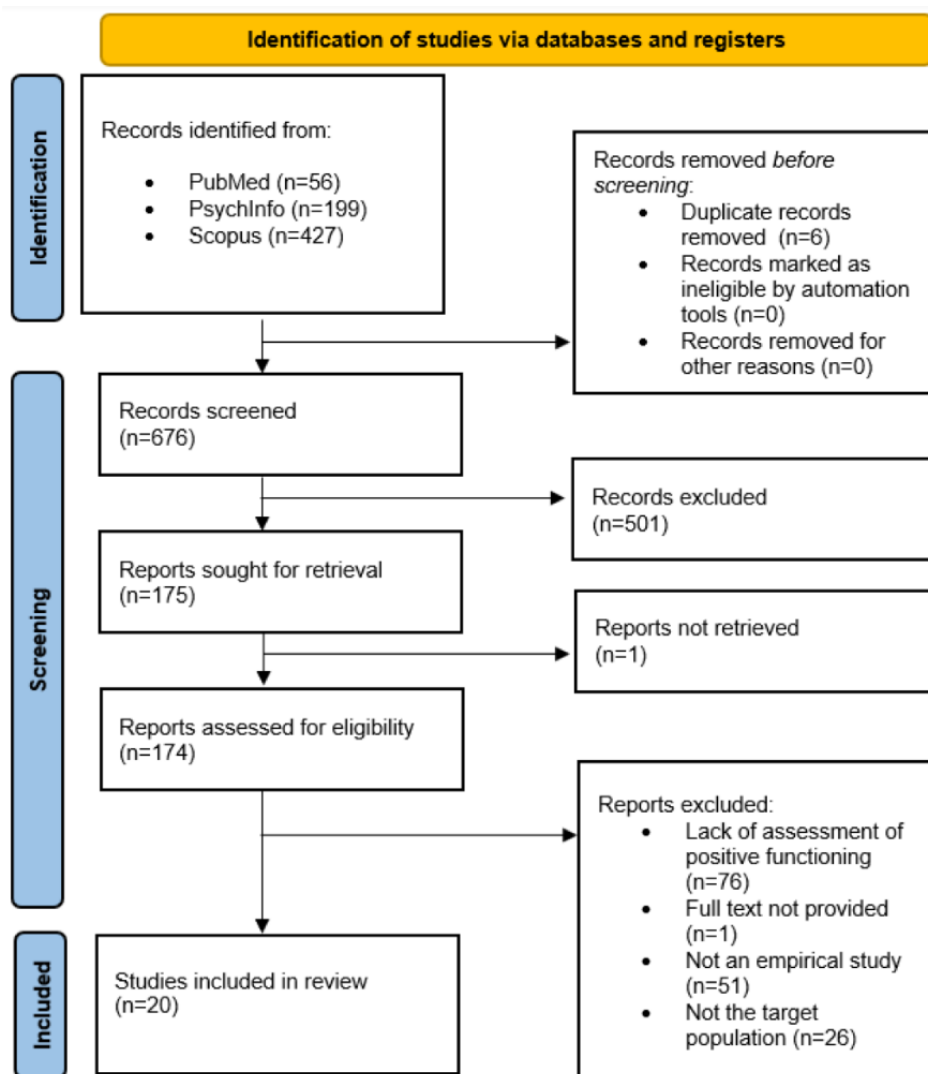 Identification of studies via databases and registers
Identification
Records identified from:
• PubMed (n=56)
• PsychInfo (n=199)
• Scopus (n=427)
Records removed before
screening:
• Duplicate records
removed (n=6)
• Records marked as
ineligible by automation
tools (n=0)
• Records removed for
other reasons (n=0)
Screening
Records screened
(n=676)
Records excluded
(n=501)
Reports sought for retrieval
(n=175)
Reports not retrieved
(n=1)
Reports assessed for eligibility
(n=174)
Reports excluded:
• Lack of assessment of
positive functioning
(n=76)
• Full text not provided
(n=1)
• Not an empirical study
(n=51)
• Not the target
population (n=26)
Included
Studies included in review
(n=20)